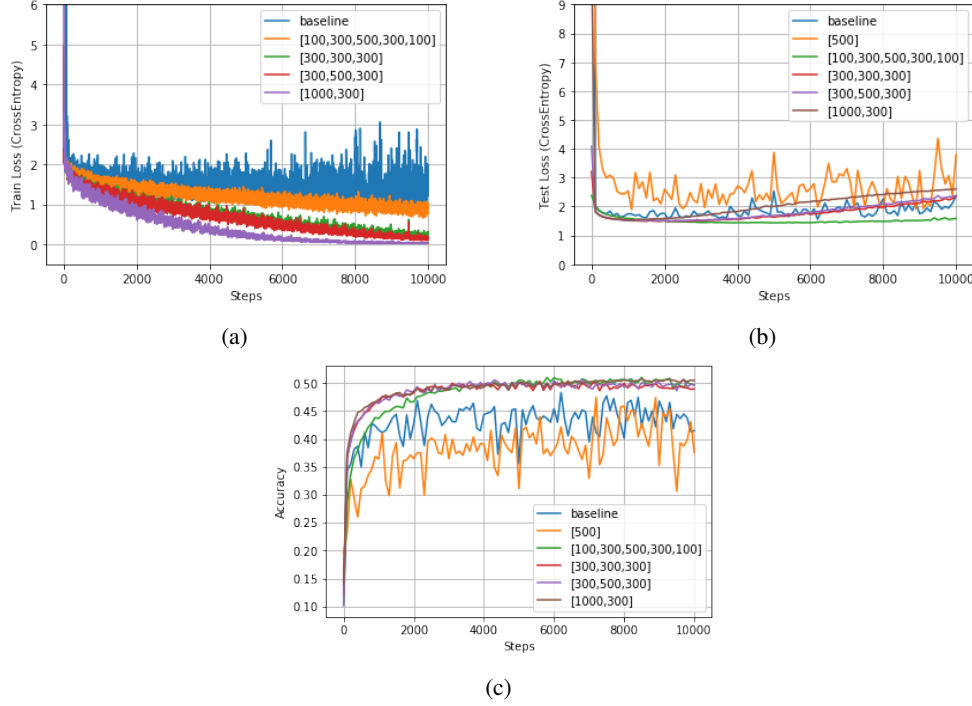 6
5
4
3
2
1
0
Train Loss (CrossEntropy)
0 2000 4000 6000 8000 10000
Steps
baseline
[100,300,500,300,100]
[300,300,300]
[300,500,300]
[1000,300]
(a)
9
8
7
6
5
4
3
2
1
0
Test Loss (CrossEntropy)
0 2000 4000 6000 8000 10000
Steps
baseline
[500]
[100,300,500,300,100]
[300,300,300]
[300,500,300]
[1000,300]
(b)
0.50
0.45
0.40
0.35
0.30
0.25
0.20
0.15
0.10
Accuracy
0 2000 4000 6000 8000 10000
Steps
baseline
[500]
[100,300,500,300,100]
[300,300,300]
[300,500,300]
[1000,300]
(c)